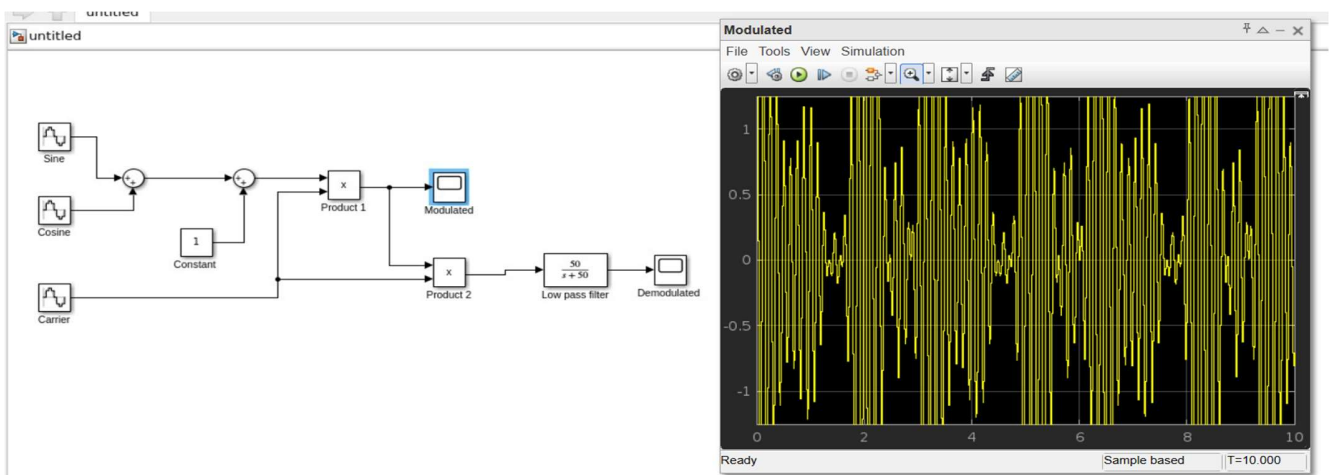 untitled
untitled
Sine
Cosine
1
Constant
Carrier
x
Product 1
Modulated
x
Product 2
50
s + 50
Low pass filter
Demodulated
Modulated
File Tools View Simulation
1
0.5
0
-0.5
-1
0 2 4 6 8 10
Ready Sample based T=10.000